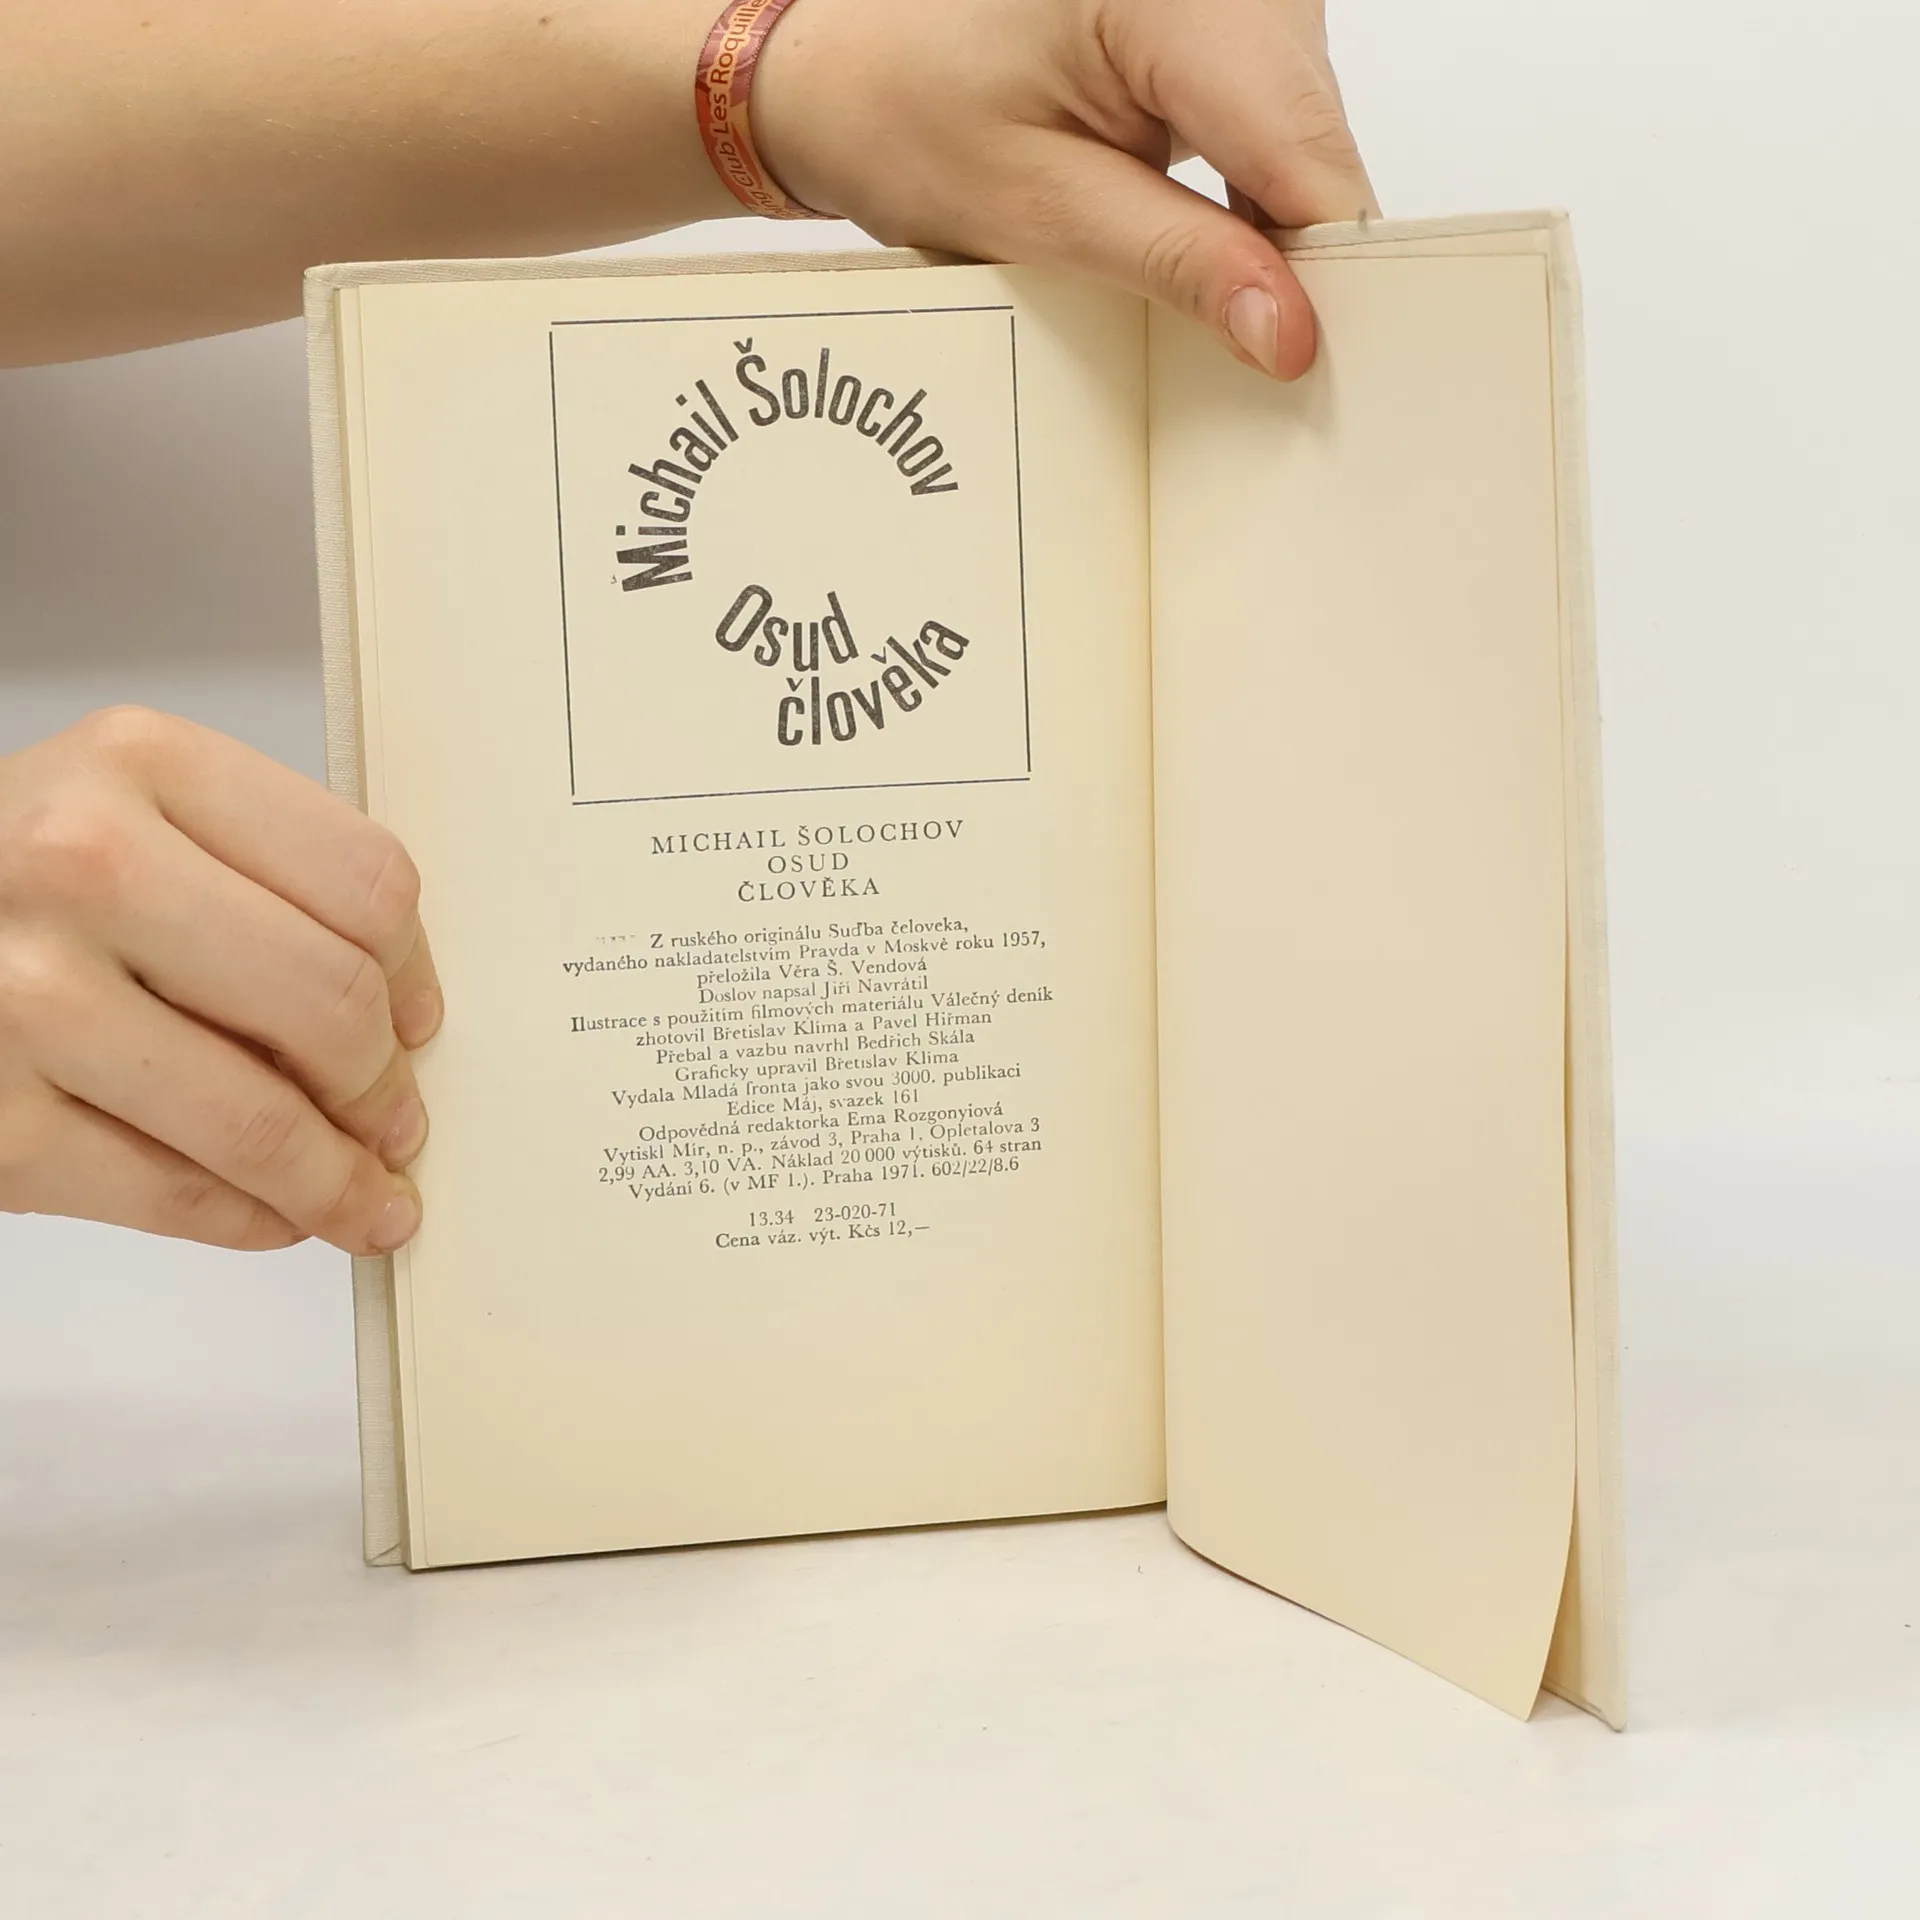 ing Club Les Roquille
Michail Šolochov
Osud
člověka
MICHAIL ŠOLOCHOV
OSUD
ČLOVĚKA
Z ruského originálu Suďba čeloveka,
vydaného nakladatelstvím Pravda v Moskvě roku 1957,
přeložila Věra Š. Vendová
Doslov napsal Jiří Navrátil
Ilustrace s použitím filmových materiálu Válečný deník
zhotovil Břetislav Klíma a Pavel Hiřman
Přebal a vazbu navrhl Bedřich Skála
Graficky upravil Břetislav Klíma
Vydala Mladá fronta jako svou 3000. publikaci
Edice Máj, svazek 161
Odpovědná redaktorka Ema Rozgonyiová
Vytiskl Mír, n. p., závod 3, Praha 1, Opletalova 3
2,99 AA. 3,10 VA. Náklad 20 000 výtisků. 64 stran
Vydání 6. (v MF 1.). Praha 1971. 602/22/8.6
13.34 23-020-71
Cena váz. výt. Kčs 12,—